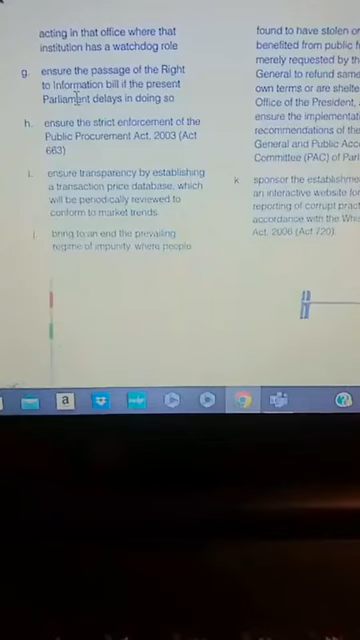 acting in that office where that
institution has a watchdog role
g. ensure the passage of the Right
to Information bill if the present
Parliament delays in doing so
h. ensure the strict enforcement of the
Public Procurement Act, 2003 (Act
663)
i. ensure transparency by establishing
a transaction price database, which
will be periodically reviewed to
conform to market trends
j. bring to an end the prevailing
regime of impunity where people
found to have stolen or
benefited from public f
merely requested by th
General to refund same
own terms or are shelte
Office of the President,
ensure the implementat
recommendations of the
General and Public Acc
Committee (PAC) of Parl
k. sponsor the establishme
an interactive website for
reporting of corrupt pract
accordance with the Whis
Act, 2006 (Act 720).
a